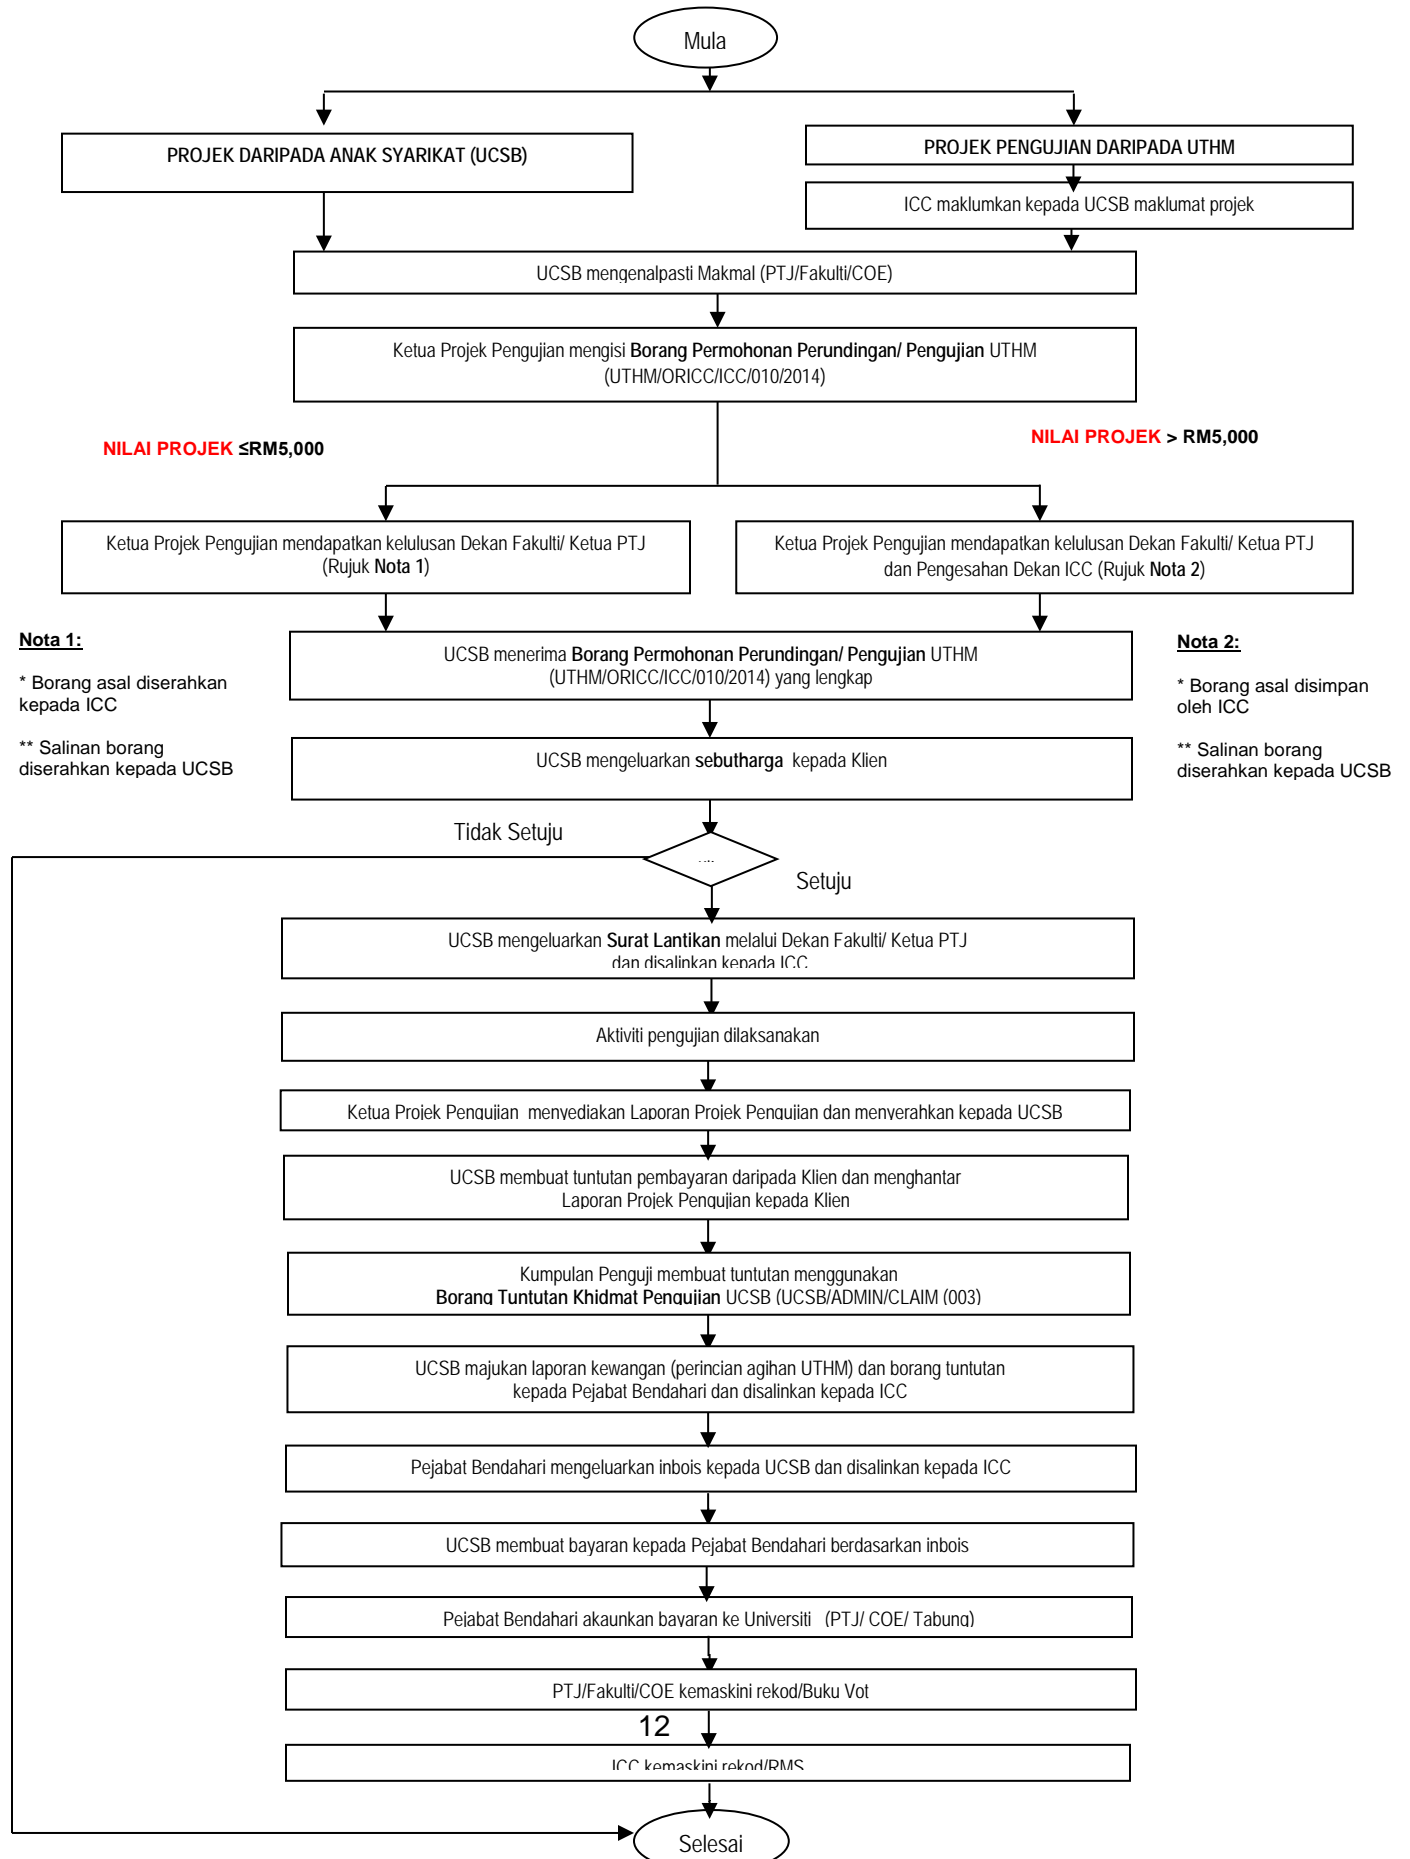 Mula
PROJEK DARIPADA ANAK SYARIKAT (UCSB)
PROJEK PENGUJIAN DARIPADA UTHM
ICC maklumkan kepada UCSB maklumat projek
UCSB mengenalpasti Makmal (PTJ/Fakulti/COE)
Ketua Projek Pengujian mengisi Borang Permohonan Perundingan/ Pengujian UTHM
(UTHM/ORICC/ICC/010/2014)
NILAI PROJEK ≤RM5,000
NILAI PROJEK > RM5,000
Ketua Projek Pengujian mendapatkan kelulusan Dekan Fakulti/ Ketua PTJ
(Rujuk Nota 1)
Ketua Projek Pengujian mendapatkan kelulusan Dekan Fakulti/ Ketua PTJ
dan Pengesahan Dekan ICC (Rujuk Nota 2)
Nota 1:
* Borang asal diserahkan
kepada ICC
** Salinan borang
diserahkan kepada UCSB
UCSB menerima Borang Permohonan Perundingan/ Pengujian UTHM
(UTHM/ORICC/ICC/010/2014) yang lengkap
Nota 2:
* Borang asal disimpan
oleh ICC
** Salinan borang
diserahkan kepada UCSB
UCSB mengeluarkan sebutharga kepada Klien
Tidak Setuju
Setuju
UCSB mengeluarkan Surat Lantikan melalui Dekan Fakulti/ Ketua PTJ
dan disalinkan kepada ICC
Aktiviti pengujian dilaksanakan
Ketua Projek Pengujian menyediakan Laporan Projek Pengujian dan menyerahkan kepada UCSB
UCSB membuat tuntutan pembayaran daripada Klien dan menghantar
Laporan Projek Pengujian kepada Klien
Kumpulan Penguji membuat tuntutan menggunakan
Borang Tuntutan Khidmat Pengujian UCSB (UCSB/ADMIN/CLAIM (003)
UCSB majukan laporan kewangan (perincian agihan UTHM) dan borang tuntutan
kepada Pejabat Bendahari dan disalinkan kepada ICC
Pejabat Bendahari mengeluarkan inbois kepada UCSB dan disalinkan kepada ICC
UCSB membuat bayaran kepada Pejabat Bendahari berdasarkan inbois
Pejabat Bendahari akaunkan bayaran ke Universiti (PTJ/ COE/ Tabung)
PTJ/Fakulti/COE kemaskini rekod/Buku Vot
12
ICC kemaskini rekod/RMS
Selesai